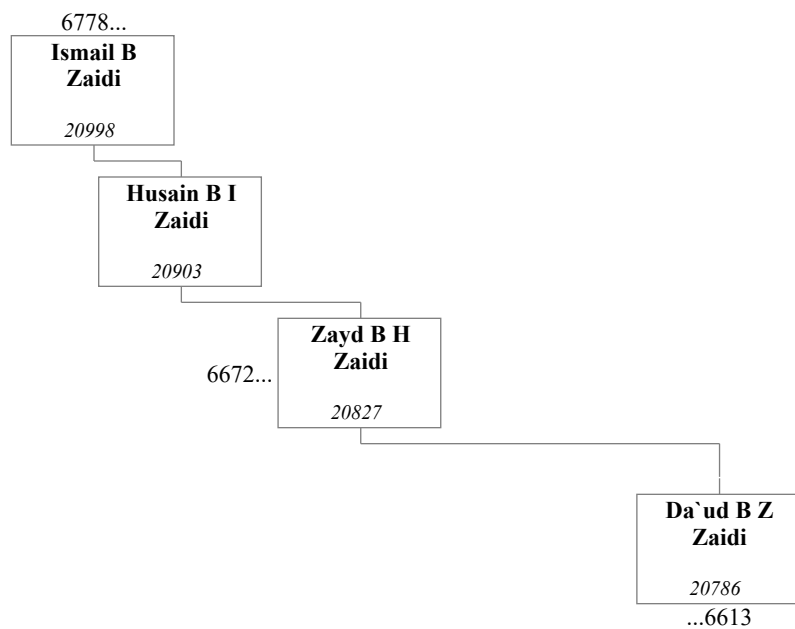 6778...
Ismail B
Zaidi
20998
Husain B I
Zaidi
20903
Zayd B H
Zaidi
6672...
20827
Da`ud B Z
Zaidi
20786
...6613